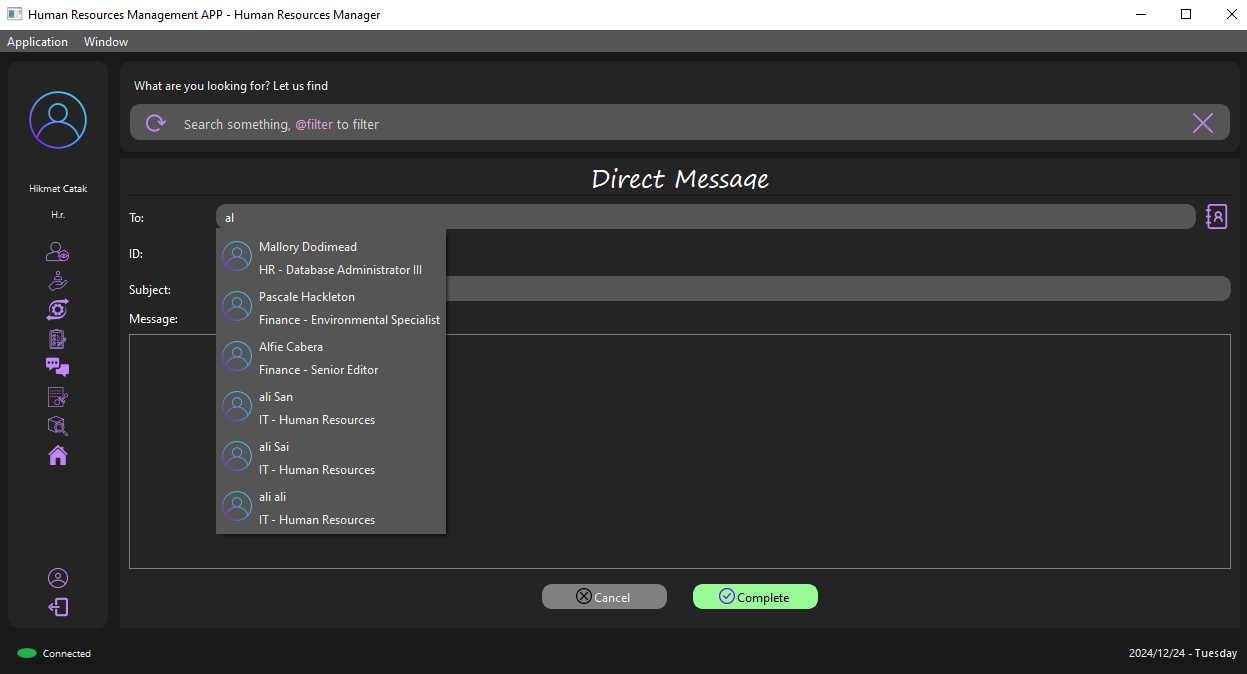 Human Resources Management APP - Human Resources Manager
Application Window
What are you looking for? Let us find
Search something, @filter to filter
Hikmet Catak
H.r.
Direct Message
To: al
Mallory Dodimead
HR - Database Administrator III
Pascale Hackleton
Finance - Environmental Specialist
Alfie Cabera
Finance - Senior Editor
ali San
IT - Human Resources
ali Sai
IT - Human Resources
ali ali
IT - Human Resources
ID:
Subject:
Message:
Cancel
Complete
Connected
2024/12/24 - Tuesday